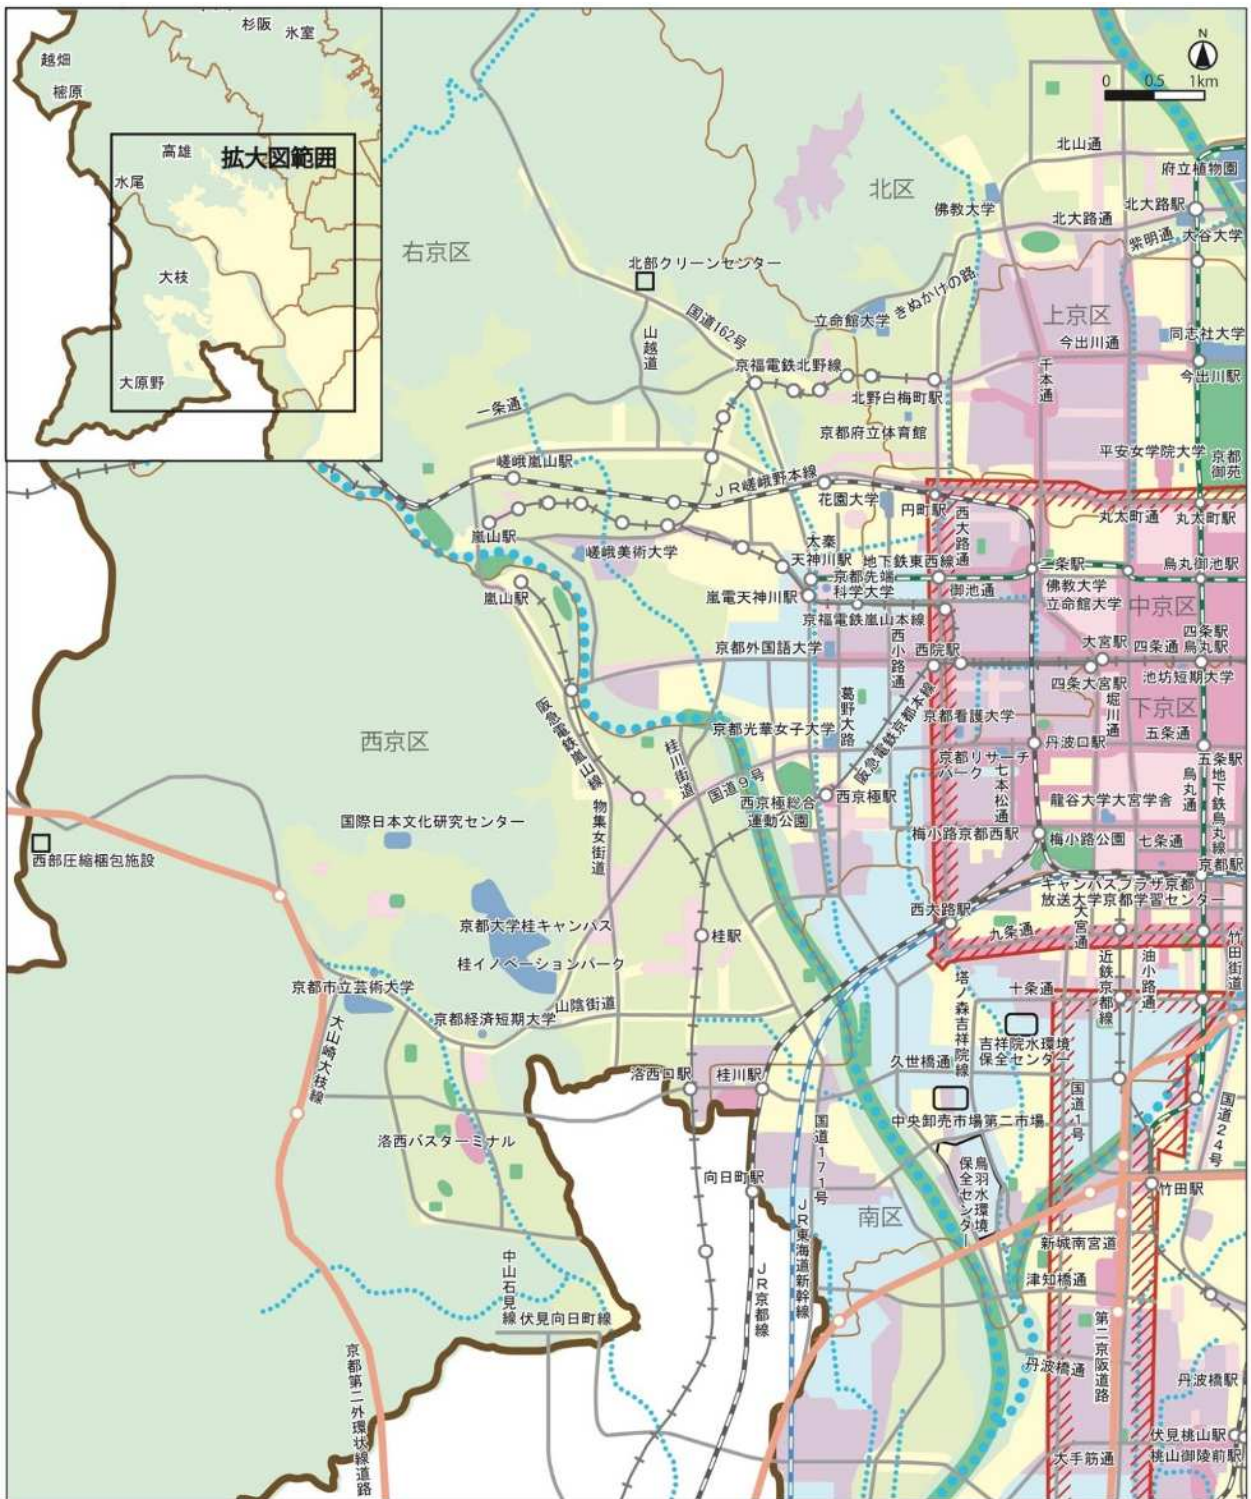 杉阪
氷室
越畑
樒原
高雄
拡大図範囲
水尾
大枝
大原野
N
0 0.5 1km
北山通
府立植物園
北区
佛教大学
北大路駅
北大路通
紫明通
大谷大学
右京区
北部クリーンセンター
きぬかけの路
国道162号
立命館大学
上京区
同志社大学
山越道
今出川通
京福電鉄北野線
千本通
今出川駅
北野白梅町駅
一条通
京都府立体育館
平安女学院大学
京都
御苑
嵯峨嵐山駅
JR嵯峨野本線
花園大学
円町駅
西大路通
丸太町通
丸太町駅
嵐山駅
嵯峨美術大学
太秦
天神川駅
地下鉄東西線
二条駅
烏丸御池駅
京都先端
科学大学
嵐山駅
嵐電天神川駅
御池通
佛教大学
立命館大学
中京区
京福電鉄嵐山本線
四条駅
烏丸駅
大宮駅
四条通
京都外国語大学
西小路通
西院駅
四条大宮駅
池坊短期大学
阪急電鉄嵐山線
葛野大路
阪急電鉄京都本線
京都看護大学
堀川通
下京区
京都光華女子大学
五条通
西京区
桂川街道
丹波口駅
京都リサーチ
パーク
五条駅
国道9号
七本松通
烏丸通
地下鉄烏丸線
西京極総合
運動公園
西京極駅
龍谷大学大宮学舎
物集女街道
国際日本文化研究センター
梅小路京都西駅
梅小路公園
七条通
西部圧縮梱包施設
京都駅
キャンパスプラザ京都
放送大学京都学習センター
西大路駅
大宮通
京都大学桂キャンパス
桂駅
九条通
竹田街道
桂イノベーションパーク
近鉄京都線
油小路通
塔ノ森吉祥院線
京都市立芸術大学
山陰街道
十条通
京都経済短期大学
大山崎大枝線
吉祥院水環境
保全センター
久世橋通
洛西口駅
桂川駅
国道1号
国道24号
中央卸売市場第二市場
国道171号
洛西バスターミナル
鳥羽水環境
保全センター
向日町駅
竹田駅
南区
JR東海道新幹線
新城南宮道
中山石見線
JR京都線
津知橋通
伏見向日町線
第二京阪道路
京都第二外環状線道路
丹波橋通
丹波橋駅
伏見桃山駅
大手筋通
桃山御陵前駅